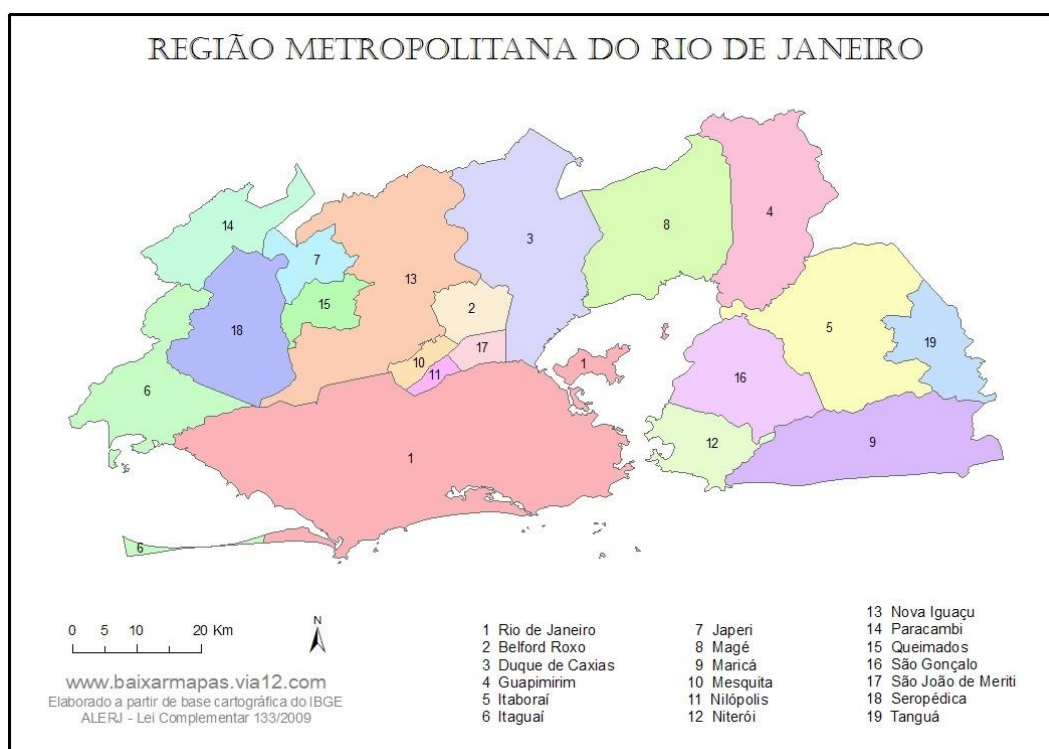 REGIÃO METROPOLITANA DO RIO DE JANEIRO
4
14
8
3
7
13
15
2
5
18
19
17
1
10
16
11
6
12
9
1
6
0 5 10 20 Km
N
www.baixarmapas.via12.com
Elaborado a partir de base cartográfica do IBGE
ALERJ - Lei Complementar 133/2009
1 Rio de Janeiro
2 Belford Roxo
3 Duque de Caxias
4 Guapimirim
5 Itaboraí
6 Itaguaí
7 Japeri
8 Magé
9 Maricá
10 Mesquita
11 Nilópolis
12 Niterói
13 Nova Iguaçu
14 Paracambi
15 Queimados
16 São Gonçalo
17 São João de Meriti
18 Seropédica
19 Tanguá